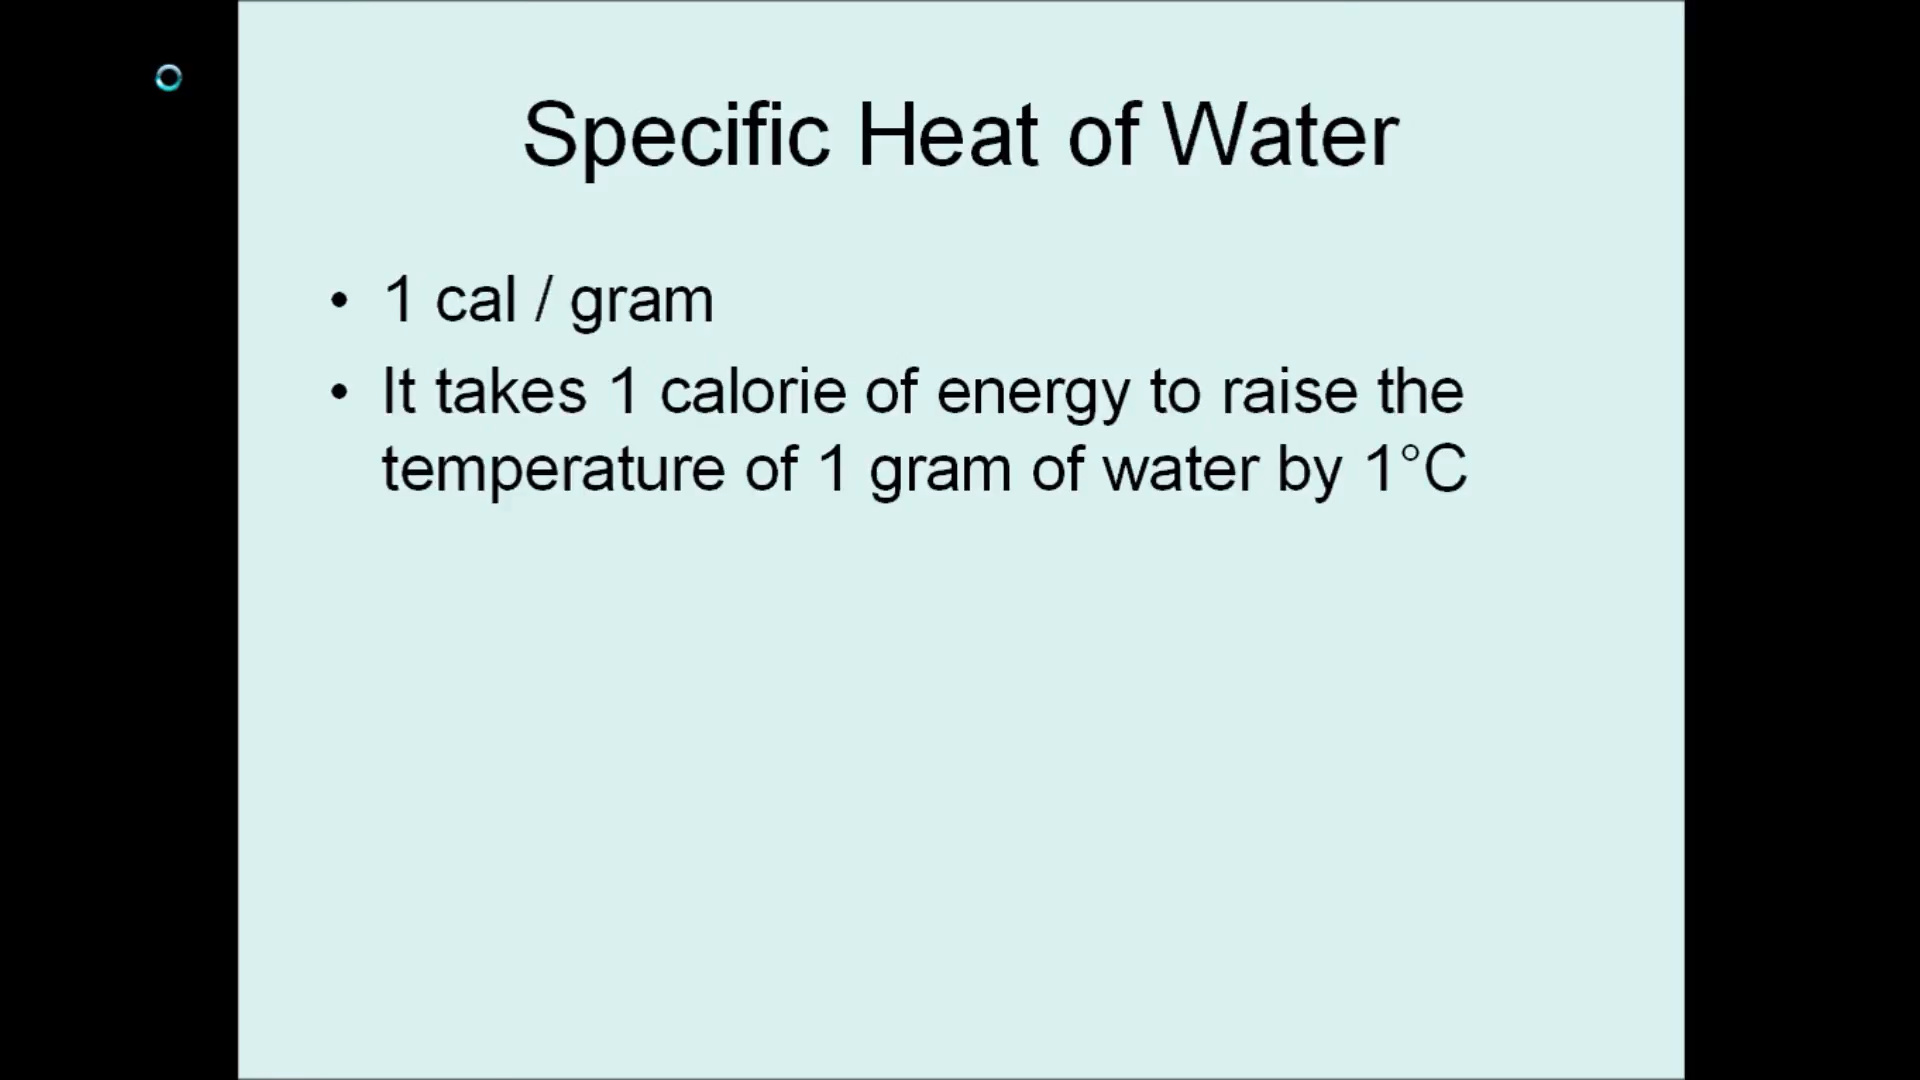 Specific Heat of Water
• 1 cal / gram
• It takes 1 calorie of energy to raise the
temperature of 1 gram of water by 1°C